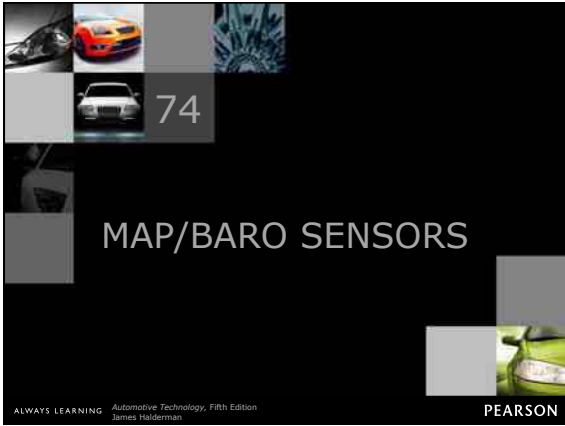 74
MAP/BARO SENSORS
ALWAYS LEARNING
Automotive Technology, Fifth Edition
James Halderman
PEARSON